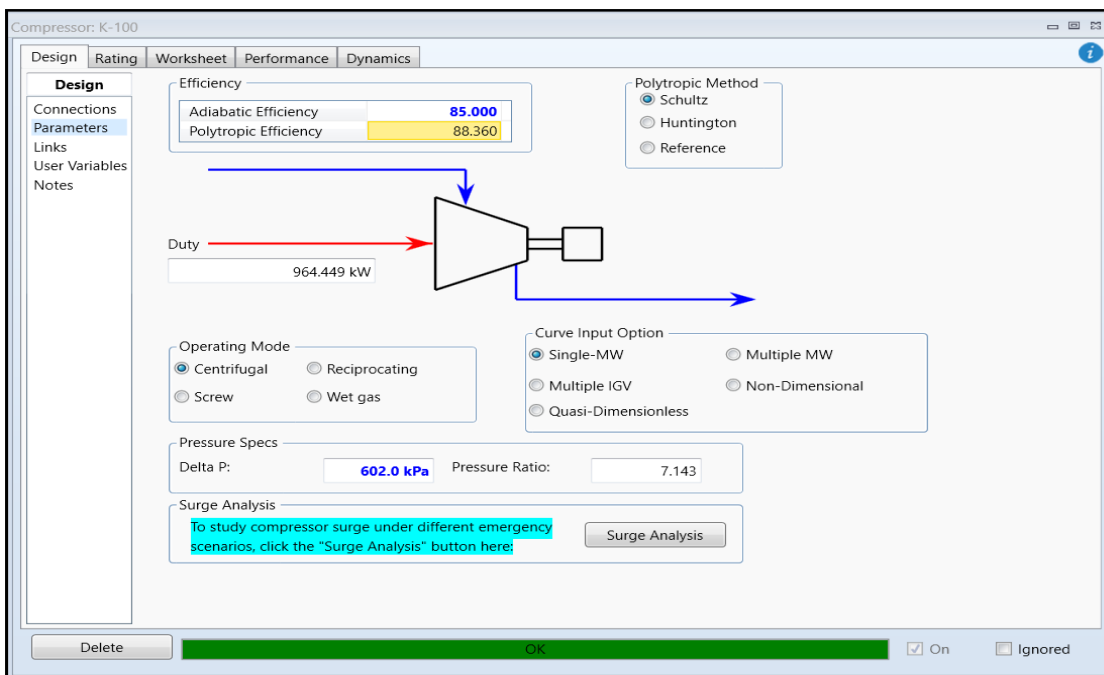 Compressor: K-100
Design Rating Worksheet Performance Dynamics
Design
Connections
Parameters
Links
User Variables
Notes
Efficiency
Adiabatic Efficiency 85.000
Polytropic Efficiency 88.360
Polytropic Method
Schultz
Huntington
Reference
Duty
964.449 kW
Operating Mode
Centrifugal Reciprocating
Screw Wet gas
Curve Input Option
Single-MW Multiple MW
Multiple IGV Non-Dimensional
Quasi-Dimensionless
Pressure Specs
Delta P: 602.0 kPa Pressure Ratio: 7.143
Surge Analysis
To study compressor surge under different emergency
scenarios, click the "Surge Analysis" button here:
Surge Analysis
Delete OK On Ignored